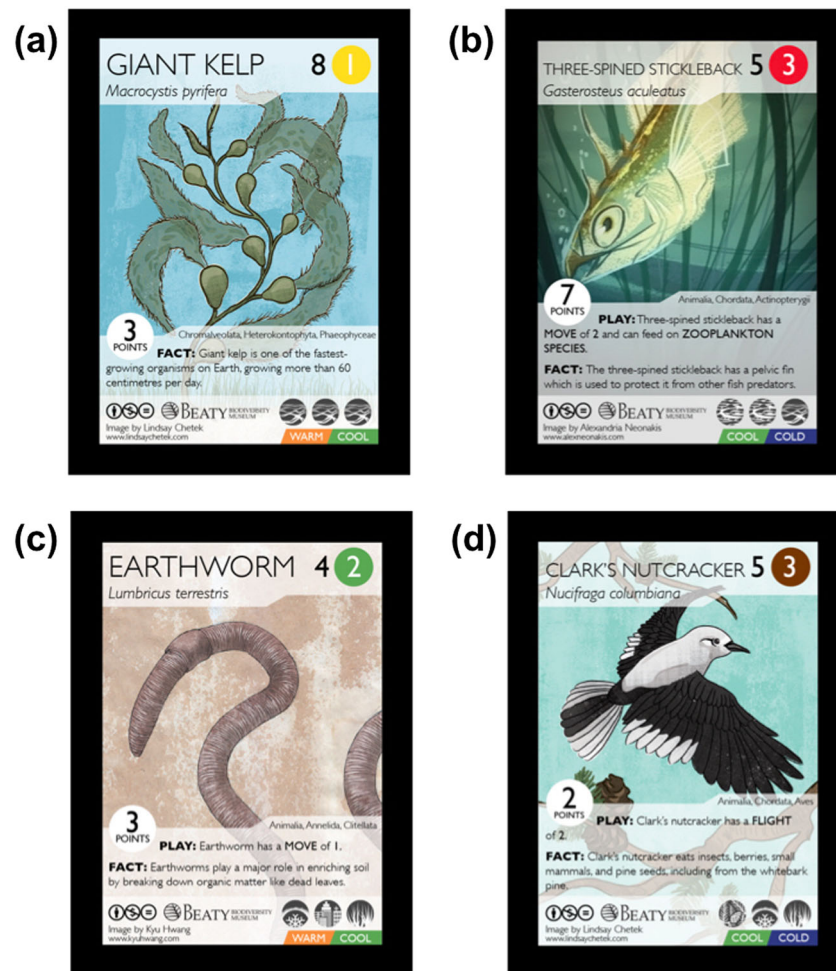 (a)
GIANT KELP 8 1
Macrocystis pyrifera
3
POINTS
Chromalveolata, Heterokontophyta, Phaeophyceae
FACT: Giant kelp is one of the fastest-
growing organisms on Earth, growing more than 60
centimetres per day.
BEATY BIODIVERSITY
MUSEUM
Image by Lindsay Chetek
www.lindsaychetek.com
WARM COOL
(b)
THREE-SPINED STICKLEBACK 5 3
Gasterosteus aculeatus
7
POINTS
Animalia, Chordata, Actinopterygii
PLAY: Three-spined stickleback has a
MOVE of 2 and can feed on ZOOPLANKTON
SPECIES.
FACT: The three-spined stickleback has a pelvic fin
which is used to protect it from other fish predators.
BEATY BIODIVERSITY
MUSEUM
Image by Alexandria Neonakis
www.alexneonakis.com
COOL COLD
(c)
EARTHWORM 4 2
Lumbricus terrestris
3
POINTS
Animalia, Annelida, Clitellata
PLAY: Earthworm has a MOVE of 1.
FACT: Earthworms play a major role in enriching soil
by breaking down organic matter like dead leaves.
BEATY BIODIVERSITY
MUSEUM
Image by Kyu Hwang
www.kyuhwang.com
WARM COOL
(d)
CLARK'S NUTCRACKER 5 3
Nucifraga columbiana
2
POINTS
Animalia, Chordata, Aves
PLAY: Clark's nutcracker has a FLIGHT
of 2.
FACT: Clark's nutcracker eats insects, berries, small
mammals, and pine seeds, including from the whitebark
pine.
BEATY BIODIVERSITY
MUSEUM
Image by Lindsay Chetek
www.lindsaychetek.com
COOL COLD